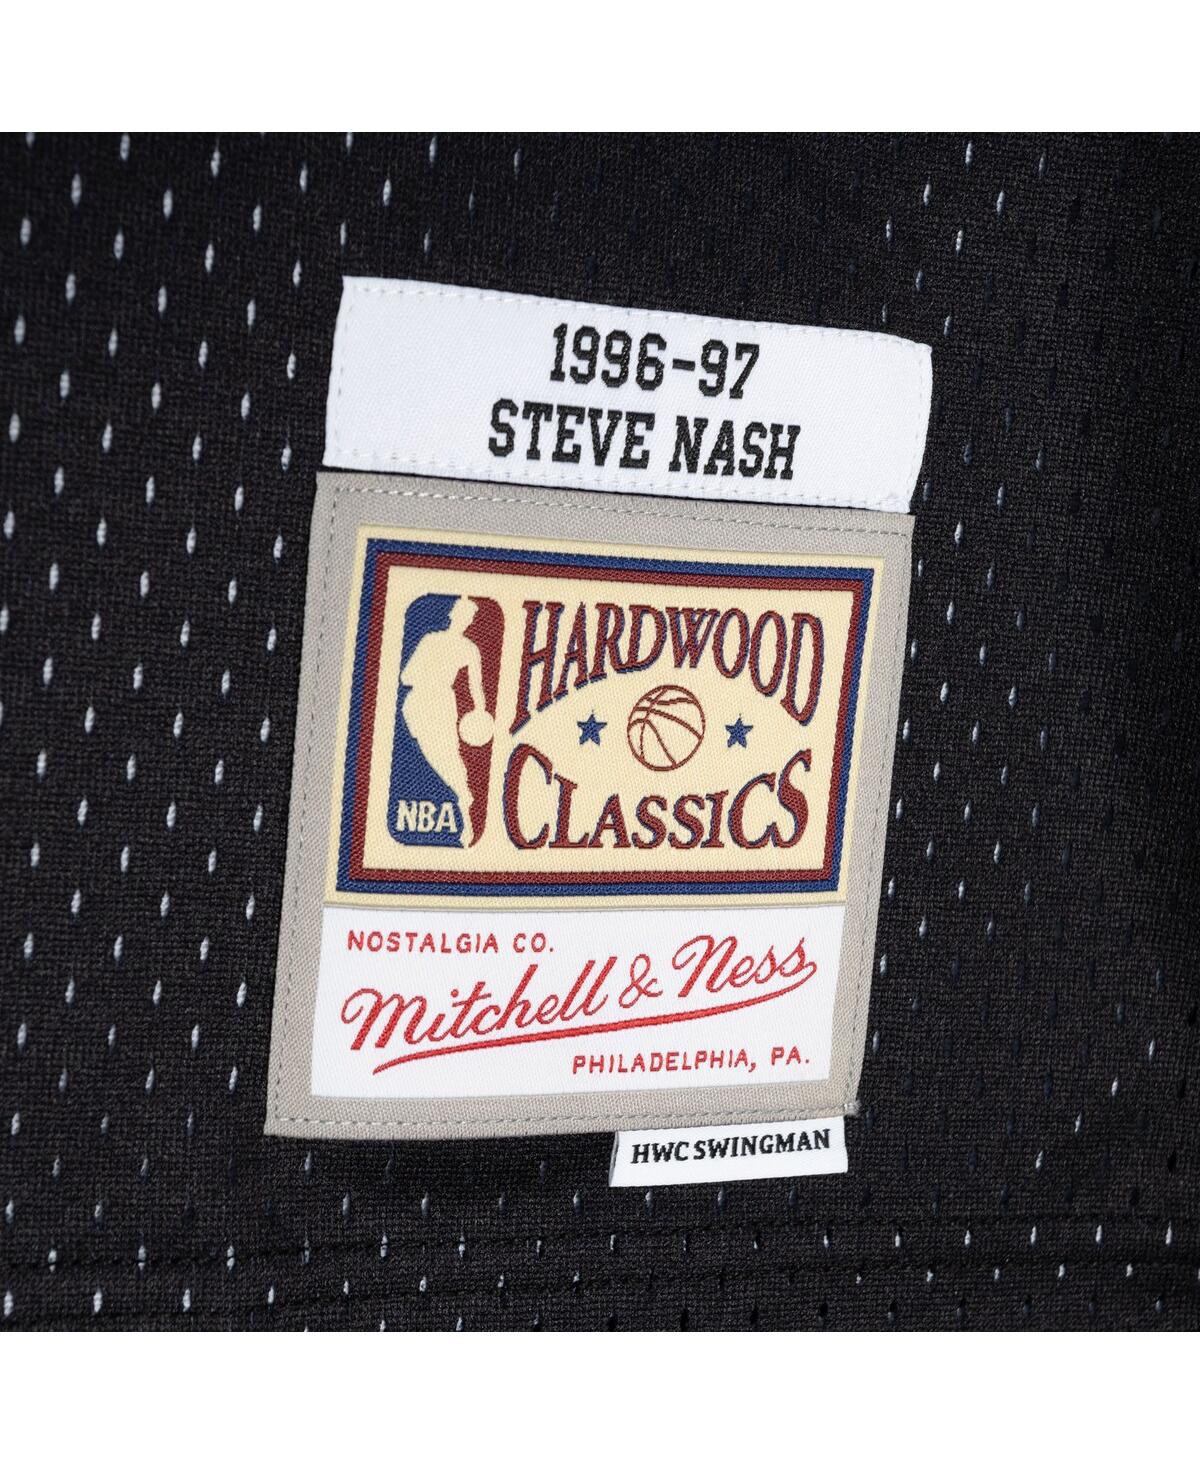 1996-97
STEVE NASH
HARDWOOD
CLASSICS
NBA
NOSTALGIA CO.
Mitchell & Ness
PHILADELPHIA, PA.
HWC SWINGMAN